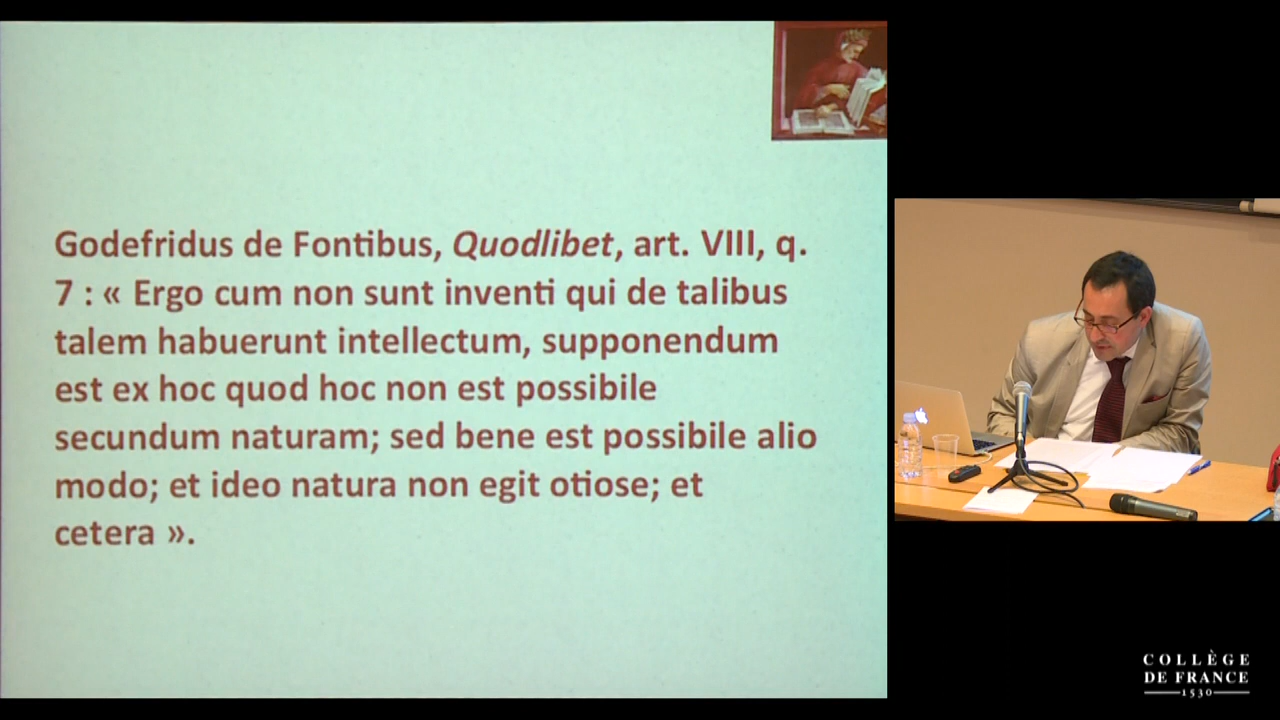 Godefridus de Fontibus, Quodlibet, art. VIII, q.
7 : « Ergo cum non sunt inventi qui de talibus
talem habuerunt intellectum, supponendum
est ex hoc quod hoc non est possibile
secundum naturam; sed bene est possibile alio
modo; et ideo natura non egit otiose; et
cetera ».
COLLÈGE
DE FRANCE
1530